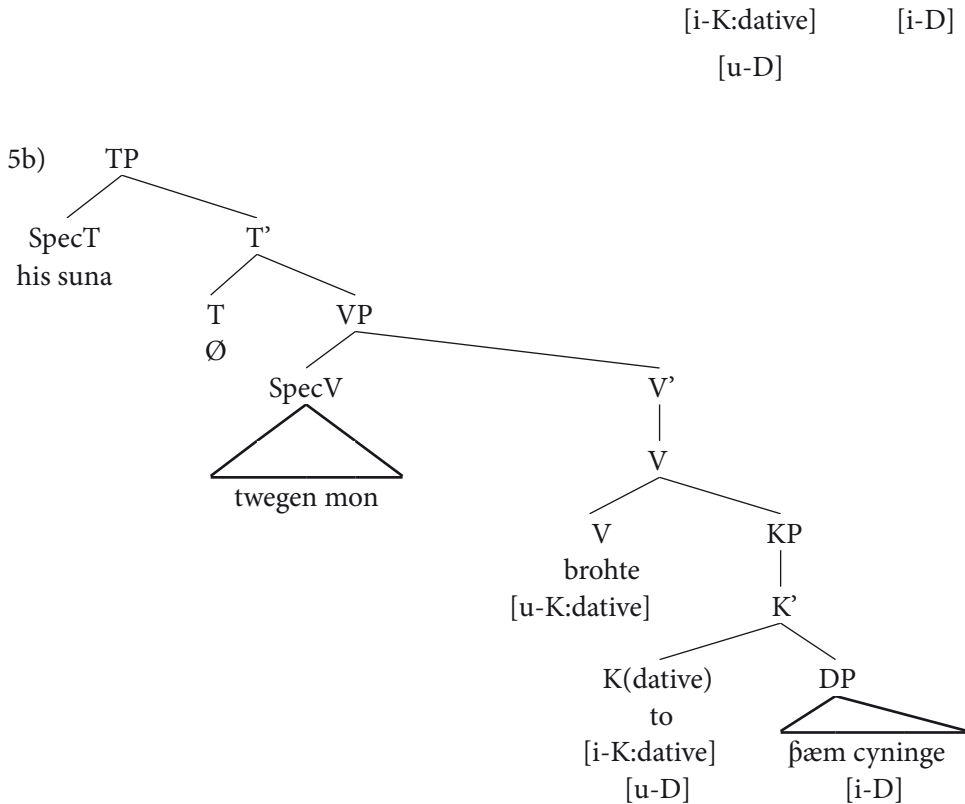 [i-K:dative] [i-D]
[u-D]
5b) TP
SpecT T’
his suna
T VP
Ø
SpecV V’
V
twegen mon
V KP
brohte
[u-K:dative] K’
K(dative) DP
to
[i-K:dative] þæm cyninge
[u-D] [i-D]